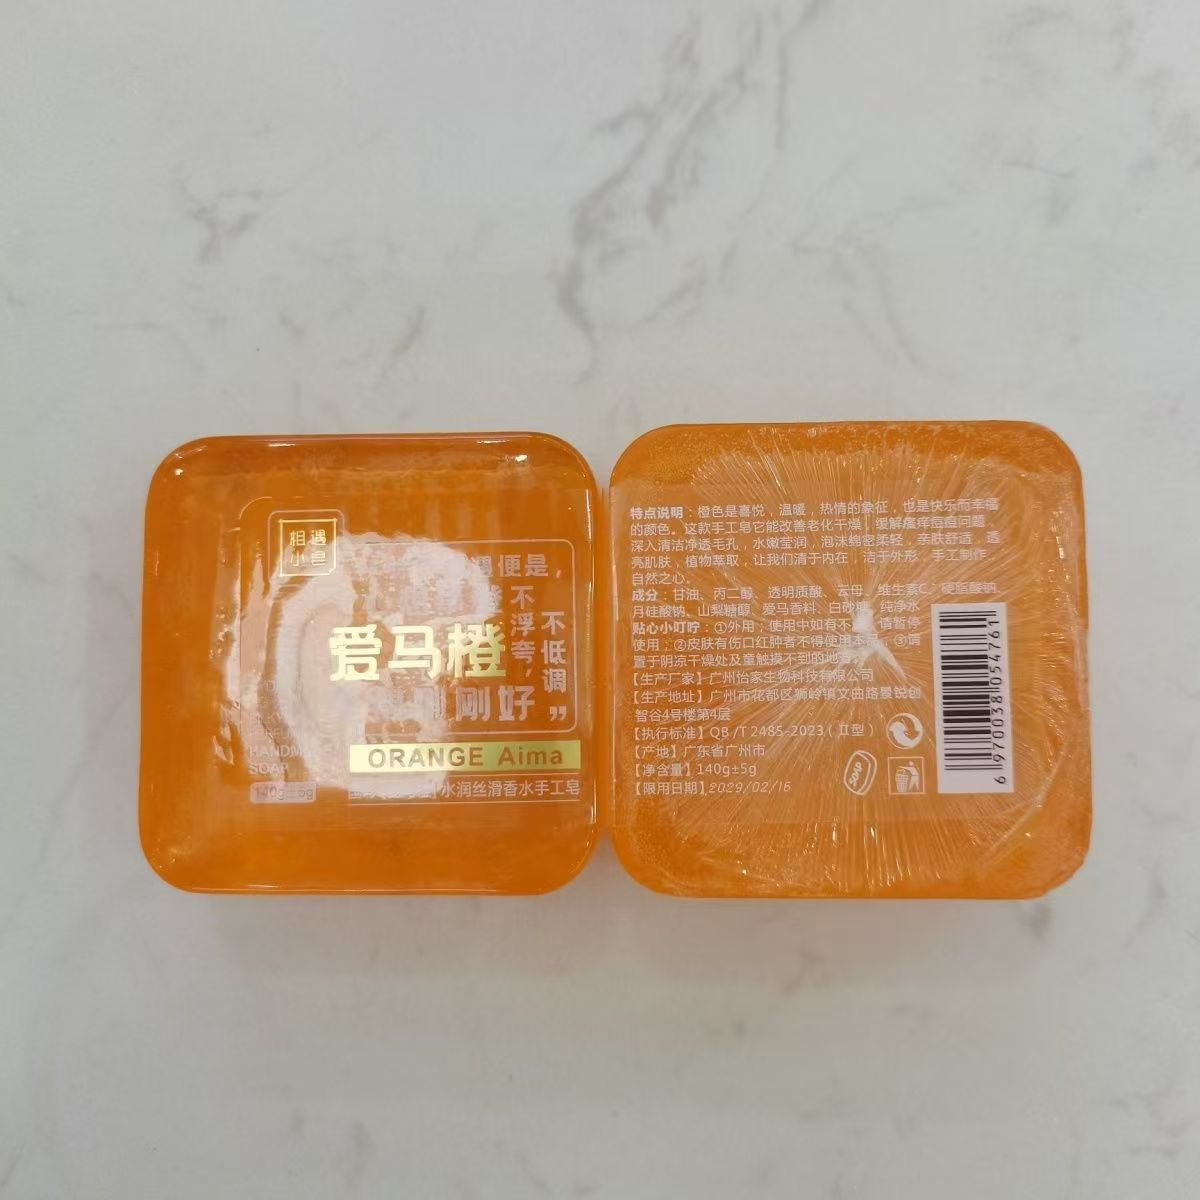 相遇
小皂
遇便是，
不浮夸，
不低调
刚刚好”
爱马橙
ORANGE Aima
HANDMADE
SOAP
140g±5g
水润丝滑香水手工皂
特点说明：橙色是喜悦，温暖，热情的象征，也是快乐而幸福
的颜色。这款手工皂它能改善老化干燥，缓解瘙痒痘痘问题
深入清洁净透毛孔，水嫩莹润，泡沫绵密柔轻，亲肤舒适，透
亮肌肤，植物萃取，让我们清于内在，洁于外形，手工制作
自然之心。
成分：甘油、丙二醇、透明质酸、云母、维生素C、硬脂酸钠
月硅酸钠、山梨糖醇、爱马香料、白砂糖、纯净水
贴心小叮咛：①外用；使用中如有不 请暂停
使用；②皮肤有伤口红肿者不得使用本品；③请
置于阴凉干燥处及童触摸不到的地
【生产厂家】广州怡家生物科技有限公司
【生产地址】广州市花都区狮岭镇文曲路景锐创
智谷4号楼第4层
【执行标准】QB/T 2485-2023（Ⅱ型）
【产地】广东省广州市
【净含量】140g±5g
【限用日期】2029/02/16
SOAP
6 970038 054761